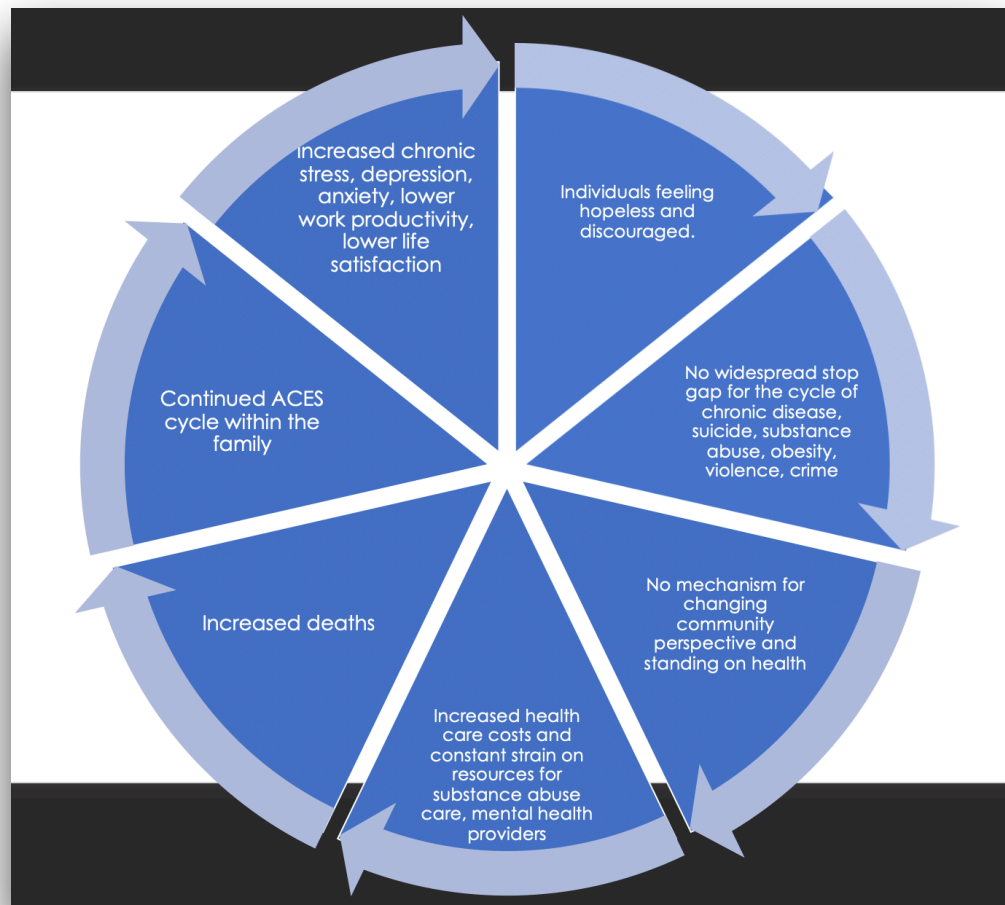 Individuals feeling
hopeless and
discouraged.
No widespread stop
gap for the cycle of
chronic disease,
suicide, substance
abuse, obesity,
violence, crime
No mechanism for
changing
community
perspective and
standing on health
Increased health
care costs and
constant strain on
resources for
substance abuse
care, mental health
providers
Increased deaths
Continued ACES
cycle within the
family
Increased chronic
stress, depression,
anxiety, lower
work productivity,
lower life
satisfaction